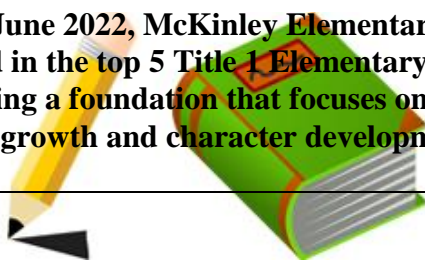 June 2022, McKinley Elementar
in the top 5 Title 1 Elementary
ing a foundation that focuses on
growth and character developm